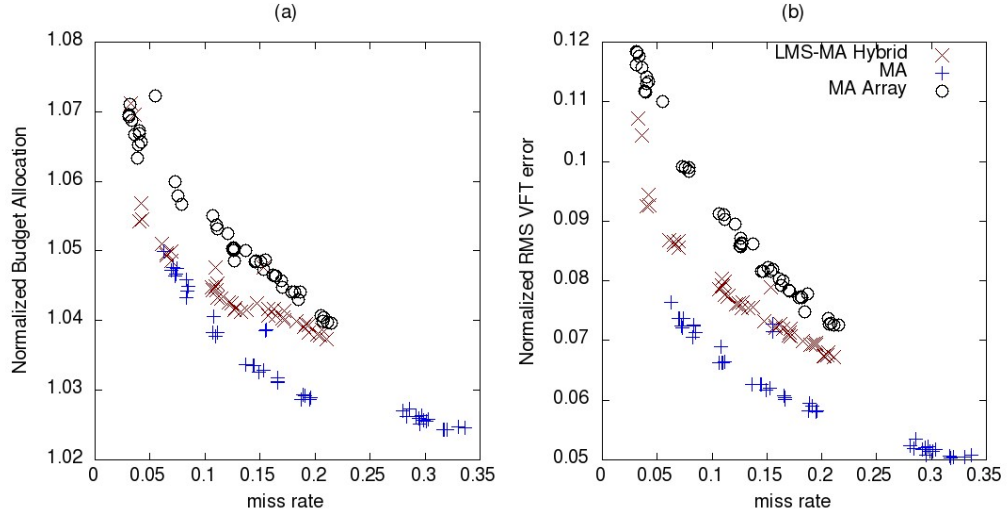 (a)
Normalized Budget Allocation
1.08
1.07
1.06
1.05
1.04
1.03
1.02
0 0.05 0.1 0.15 0.2 0.25 0.3 0.35
miss rate
(b)
Normalized RMS VFT error
0.12
0.11
0.1
0.09
0.08
0.07
0.06
0.05
0 0.05 0.1 0.15 0.2 0.25 0.3 0.35
miss rate
LMS-MA Hybrid
MA
MA Array